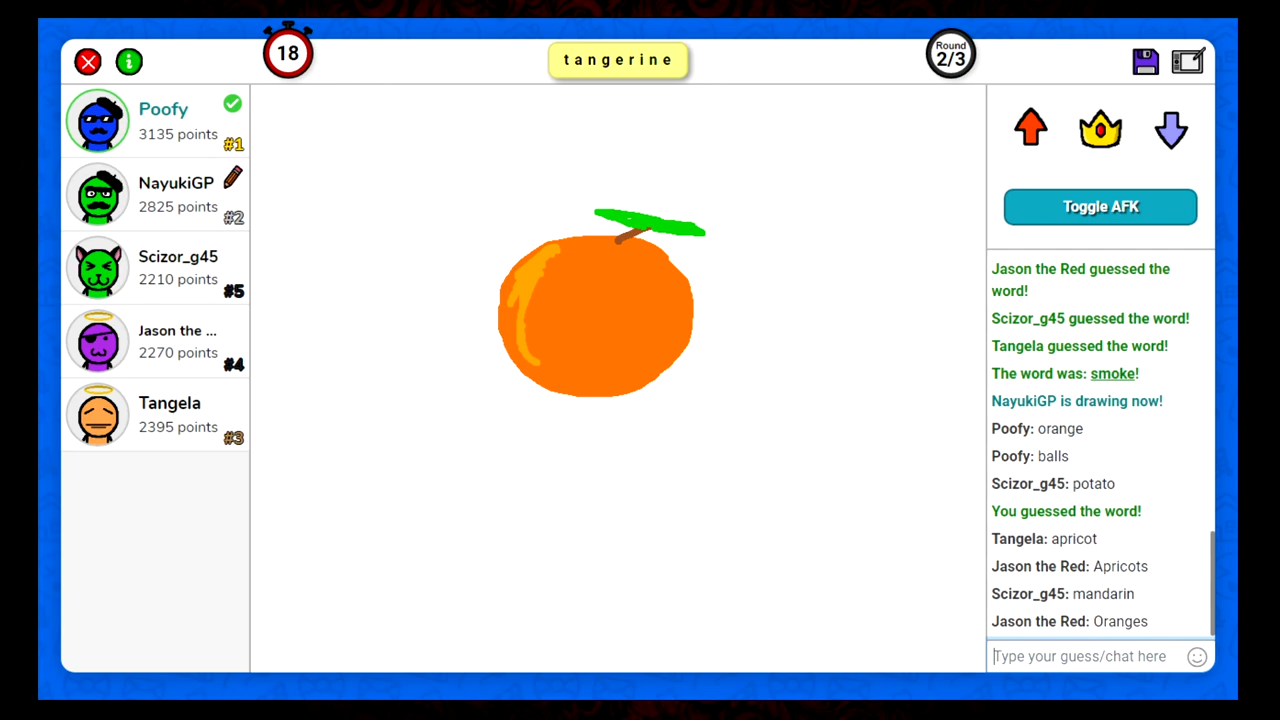 18
tangerine
Round
2/3
Poofy
3135 points
#1
NayukiGP
2825 points
#2
Scizor_g45
2210 points
#5
Jason the ...
2270 points
#4
Tangela
2395 points
#3
Toggle AFK
Jason the Red guessed the
word!
Scizor_g45 guessed the word!
Tangela guessed the word!
The word was: smoke!
NayukiGP is drawing now!
Poofy: orange
Poofy: balls
Scizor_g45: potato
You guessed the word!
Tangela: apricot
Jason the Red: Apricots
Scizor_g45: mandarin
Jason the Red: Oranges
Type your guess/chat here